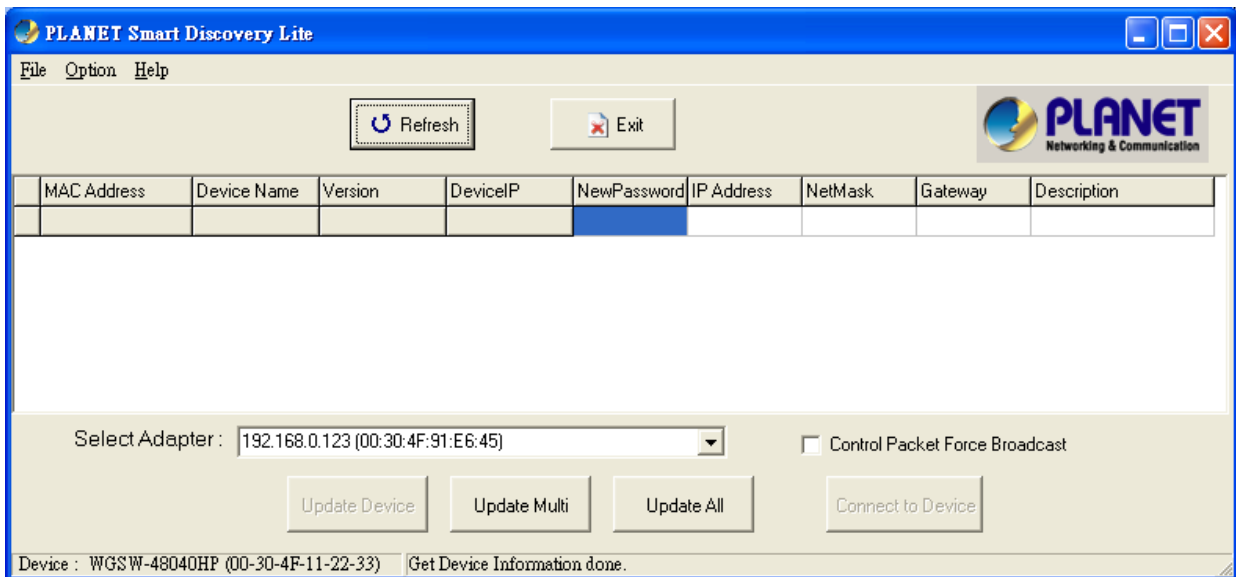 PLANET Smart Discovery Lite
File Option Help
Refresh Exit
PLANET
Networking & Communication
MAC Address Device Name Version DeviceIP NewPassword IP Address NetMask Gateway Description
Select Adapter : 192.168.0.123 (00:30:4F:91:E6:45) Control Packet Force Broadcast
Update Device Update Multi Update All Connect to Device
Device : WGSW-48040HP (00-30-4F-11-22-33) Get Device Information done.